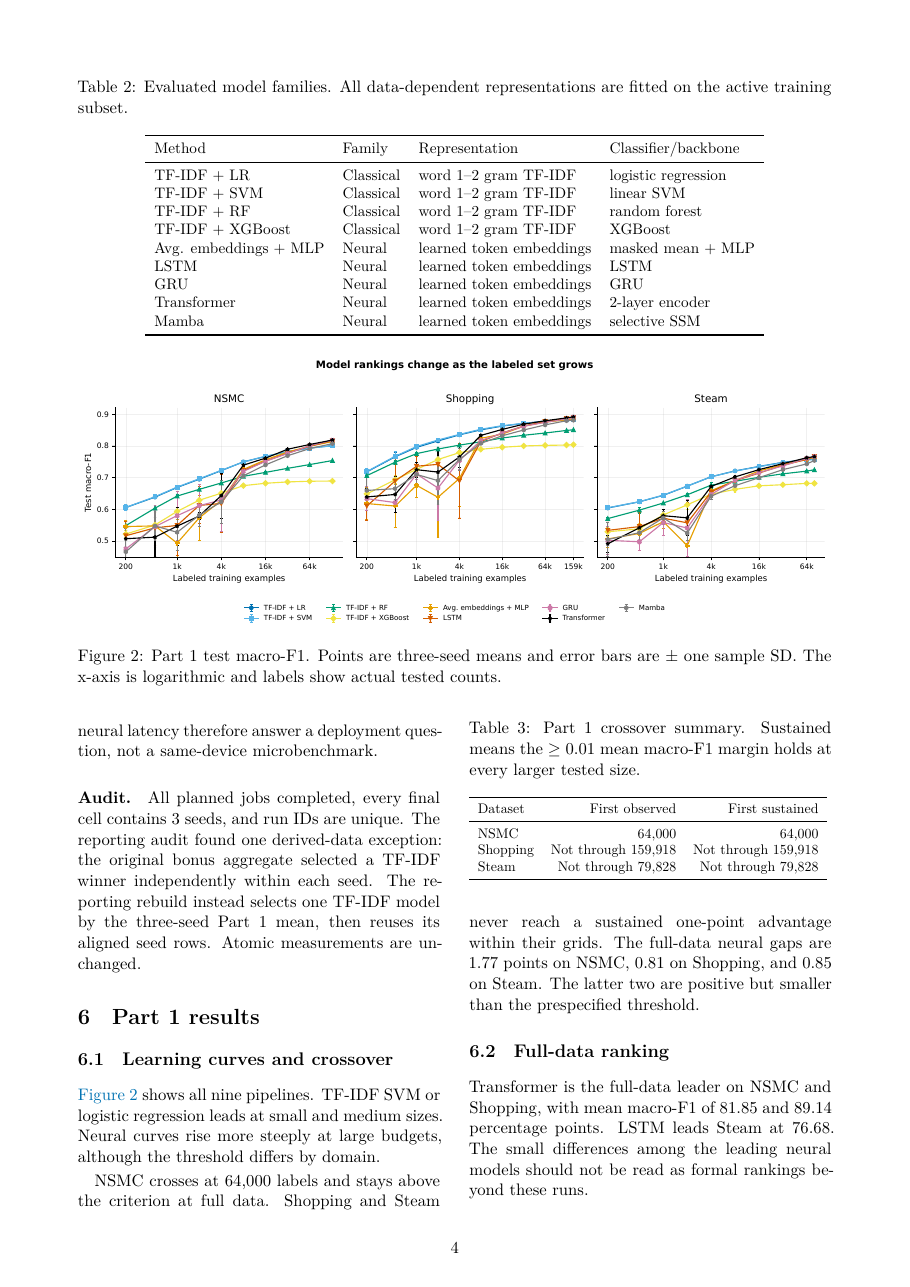 Table 2: Evaluated model families. All data-dependent representations are fitted on the active training
subset.
Method Family Representation Classifier/backbone
TF-IDF + LR Classical word 1–2 gram TF-IDF logistic regression
TF-IDF + SVM Classical word 1–2 gram TF-IDF linear SVM
TF-IDF + RF Classical word 1–2 gram TF-IDF random forest
TF-IDF + XGBoost Classical word 1–2 gram TF-IDF XGBoost
Avg. embeddings + MLP Neural learned token embeddings masked mean + MLP
LSTM Neural learned token embeddings LSTM
GRU Neural learned token embeddings GRU
Transformer Neural learned token embeddings 2-layer encoder
Mamba Neural learned token embeddings selective SSM
Model rankings change as the labeled set grows
NSMC Shopping Steam
0.9
0.8
0.7
0.6
0.5
Test macro-F1
200 1k 4k 16k 64k 200 1k 4k 16k 64k 159k 200 1k 4k 16k 64k
Labeled training examples Labeled training examples Labeled training examples
TF-IDF + LR TF-IDF + RF Avg. embeddings + MLP GRU Mamba
TF-IDF + SVM TF-IDF + XGBoost LSTM Transformer
Figure 2: Part 1 test macro-F1. Points are three-seed means and error bars are ± one sample SD. The
x-axis is logarithmic and labels show actual tested counts.
neural latency therefore answer a deployment ques-
tion, not a same-device microbenchmark.
Audit. All planned jobs completed, every final
cell contains 3 seeds, and run IDs are unique. The
reporting audit found one derived-data exception:
the original bonus aggregate selected a TF-IDF
winner independently within each seed. The re-
porting rebuild instead selects one TF-IDF model
by the three-seed Part 1 mean, then reuses its
aligned seed rows. Atomic measurements are un-
changed.
6 Part 1 results
6.1 Learning curves and crossover
Figure 2 shows all nine pipelines. TF-IDF SVM or
logistic regression leads at small and medium sizes.
Neural curves rise more steeply at large budgets,
although the threshold differs by domain.
NSMC crosses at 64,000 labels and stays above
the criterion at full data. Shopping and Steam
Table 3: Part 1 crossover summary. Sustained
means the ≥ 0.01 mean macro-F1 margin holds at
every larger tested size.
Dataset First observed First sustained
NSMC 64,000 64,000
Shopping Not through 159,918 Not through 159,918
Steam Not through 79,828 Not through 79,828
never reach a sustained one-point advantage
within their grids. The full-data neural gaps are
1.77 points on NSMC, 0.81 on Shopping, and 0.85
on Steam. The latter two are positive but smaller
than the prespecified threshold.
6.2 Full-data ranking
Transformer is the full-data leader on NSMC and
Shopping, with mean macro-F1 of 81.85 and 89.14
percentage points. LSTM leads Steam at 76.68.
The small differences among the leading neural
models should not be read as formal rankings be-
yond these runs.
4